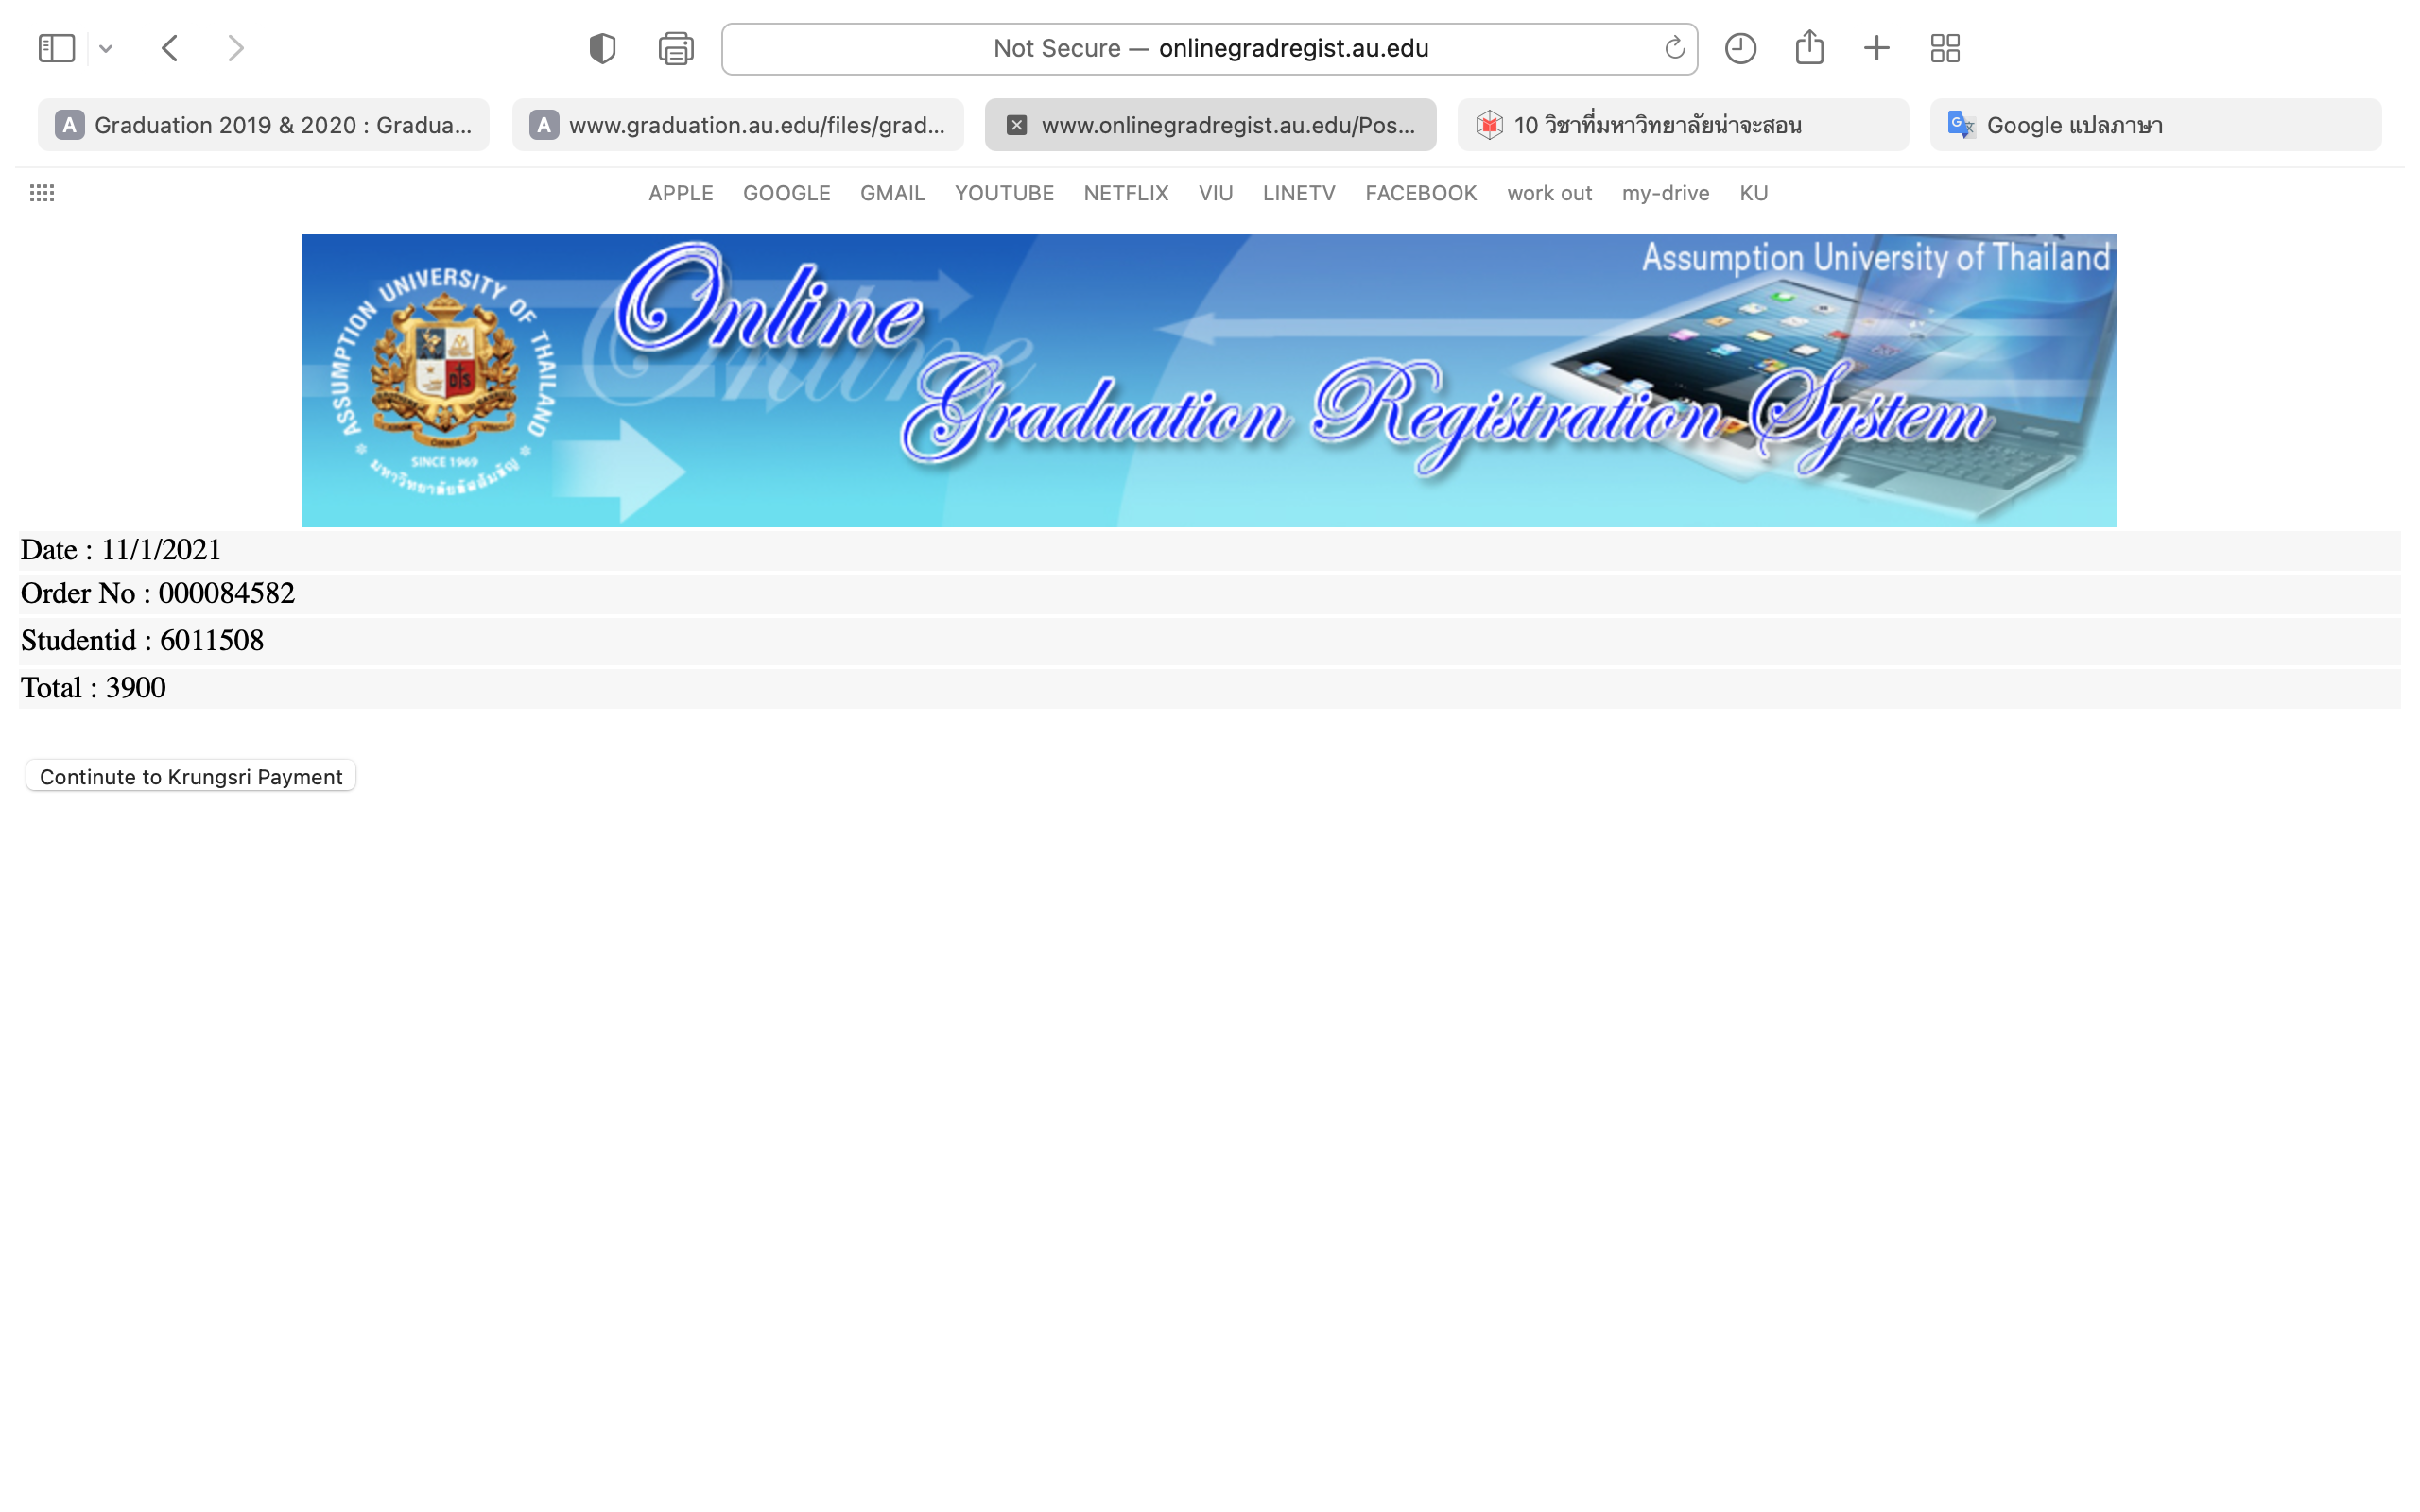 Not Secure — onlinegradregist.au.edu
Graduation 2019 & 2020 : Gradua...
www.graduation.au.edu/files/grad...
www.onlinegradregist.au.edu/Pos...
10 วิชาที่มหาวิทยาลัยน่าจะสอน
Google แปลภาษา
APPLE GOOGLE GMAIL YOUTUBE NETFLIX VIU LINETV FACEBOOK work out my-drive KU
Assumption University of Thailand
ASSUMPTION UNIVERSITY OF THAILAND
SINCE 1969
มหาวิทยาลัยอัสสัมชัญ
Online
Graduation Registration System
Date : 11/1/2021
Order No : 000084582
Studentid : 6011508
Total : 3900
Continute to Krungsri Payment